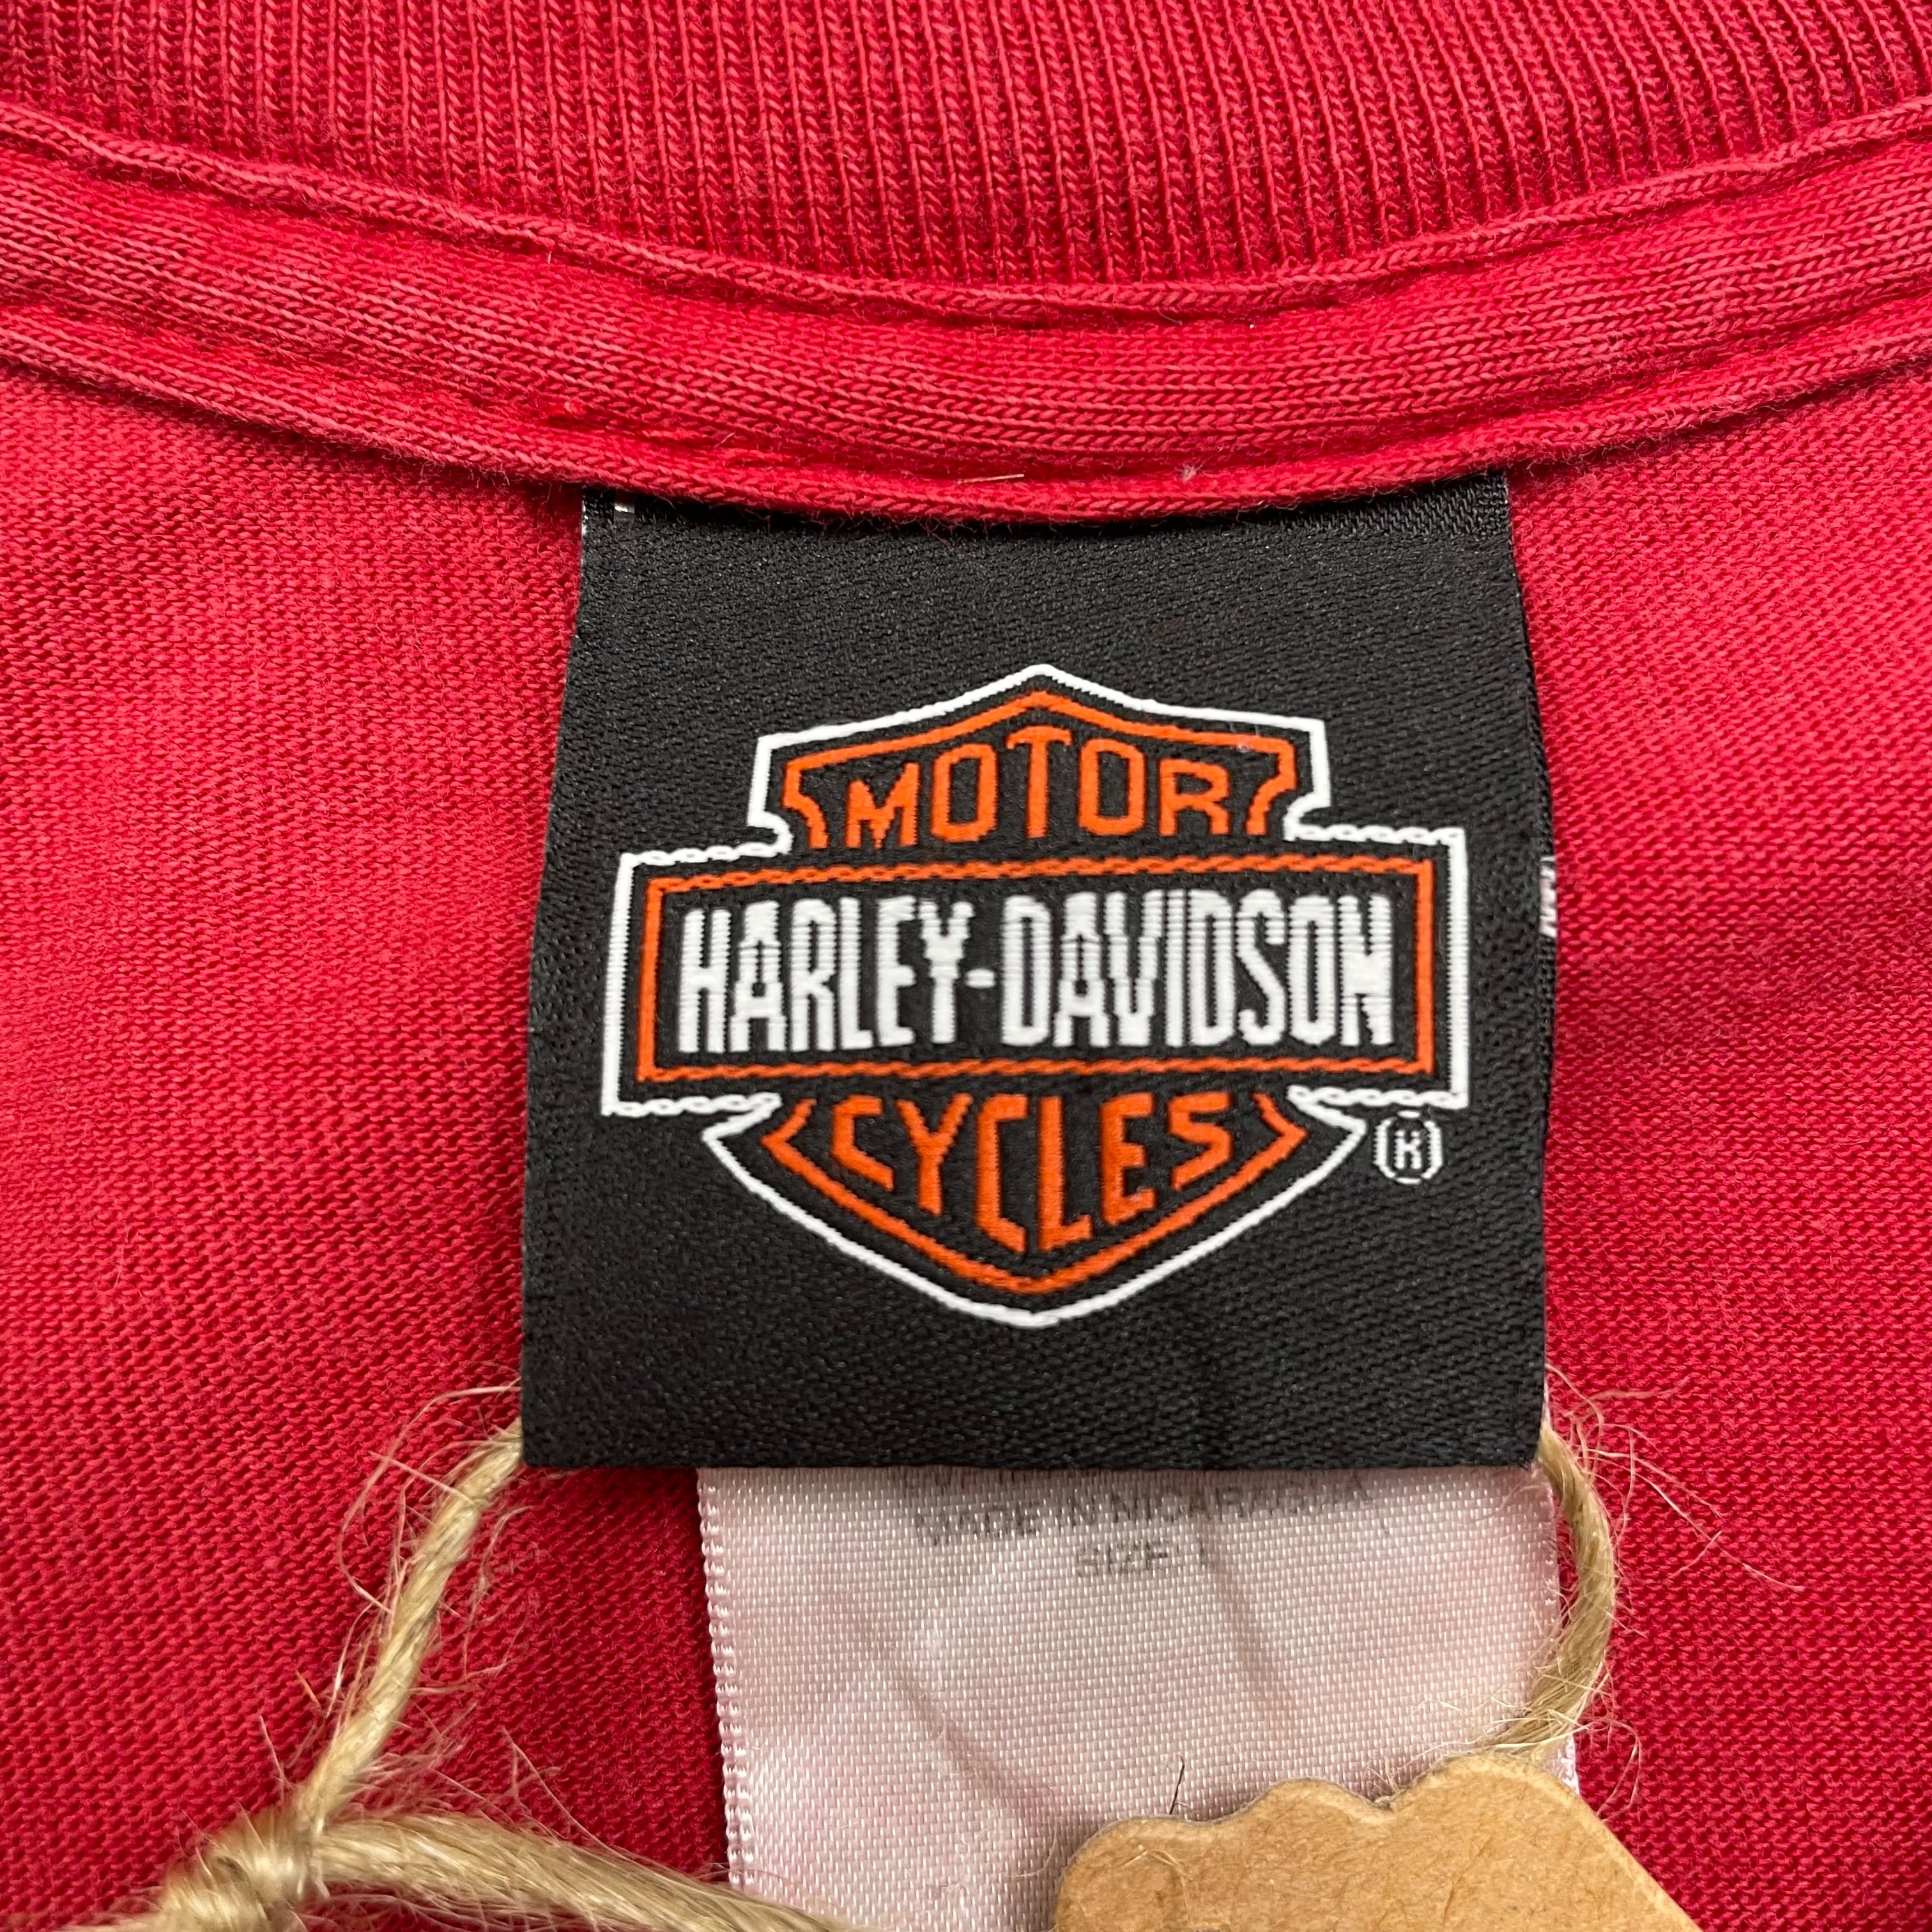 MOTOR
HARLEY-DAVIDSON
CYCLES
®
MADE IN NICARAGUA
SIZE